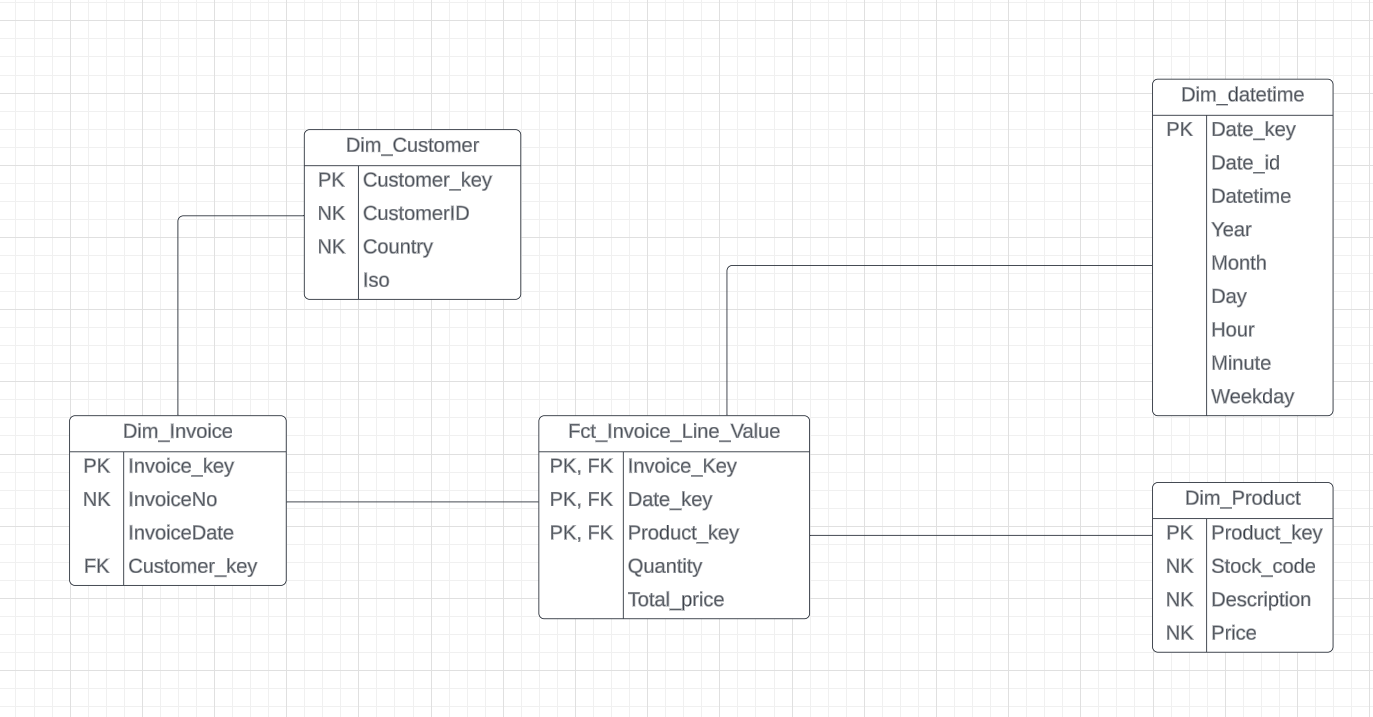 Dim_Customer
PK Customer_key
NK CustomerID
NK Country
Iso
Dim_datetime
PK Date_key
Date_id
Datetime
Year
Month
Day
Hour
Minute
Weekday
Dim_Invoice
PK Invoice_key
NK InvoiceNo
InvoiceDate
FK Customer_key
Fct_Invoice_Line_Value
PK, FK Invoice_Key
PK, FK Date_key
PK, FK Product_key
Quantity
Total_price
Dim_Product
PK Product_key
NK Stock_code
NK Description
NK Price